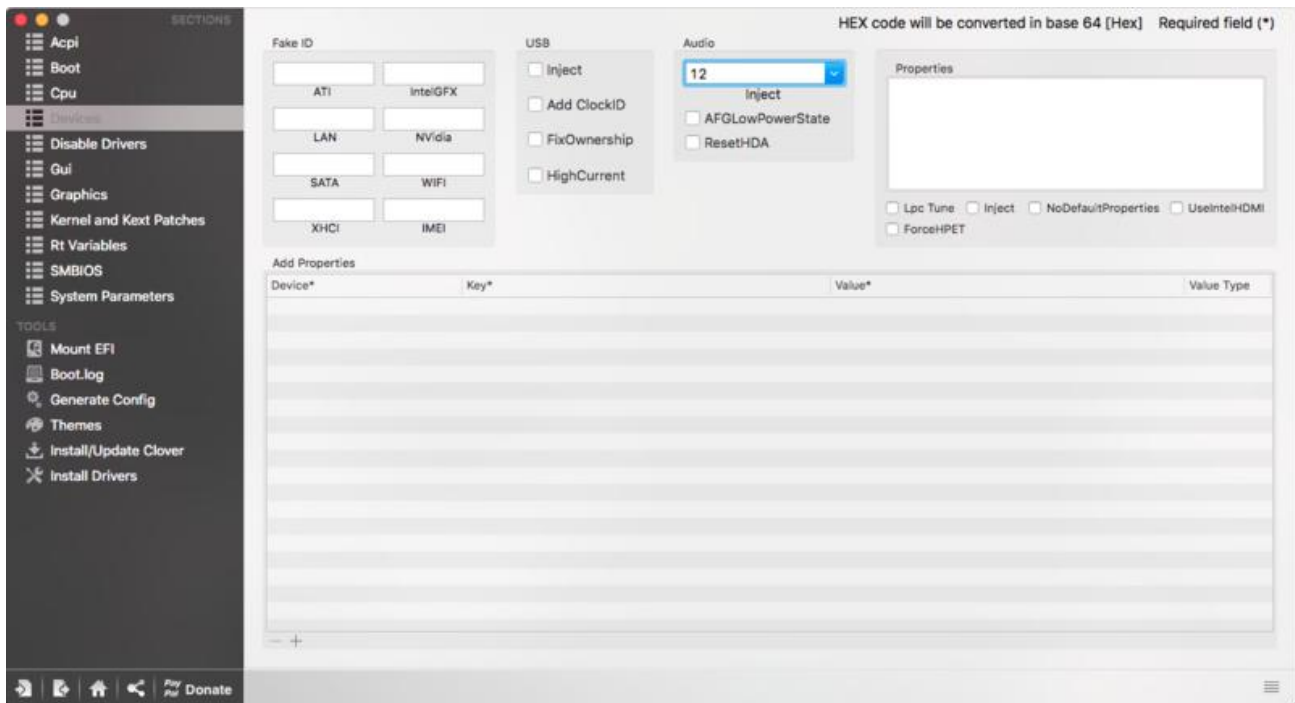 SECTIONS
Acpi
Boot
Cpu
Devices
Disable Drivers
Gui
Graphics
Kernel and Kext Patches
Rt Variables
SMBIOS
System Parameters
TOOLS
Mount EFI
Boot.log
Generate Config
Themes
Install/Update Clover
Install Drivers
Pay Pal Donate
HEX code will be converted in base 64 [Hex] Required field (*)
Fake ID
ATI IntelGFX
LAN NVidia
SATA WIFI
XHCI IMEI
USB
Inject
Add ClockID
FixOwnership
HighCurrent
Audio
12
Inject
AFGLowPowerState
ResetHDA
Properties
Lpc Tune Inject NoDefaultProperties UseIntelHDMI
ForceHPET
Add Properties
Device* Key* Value* Value Type